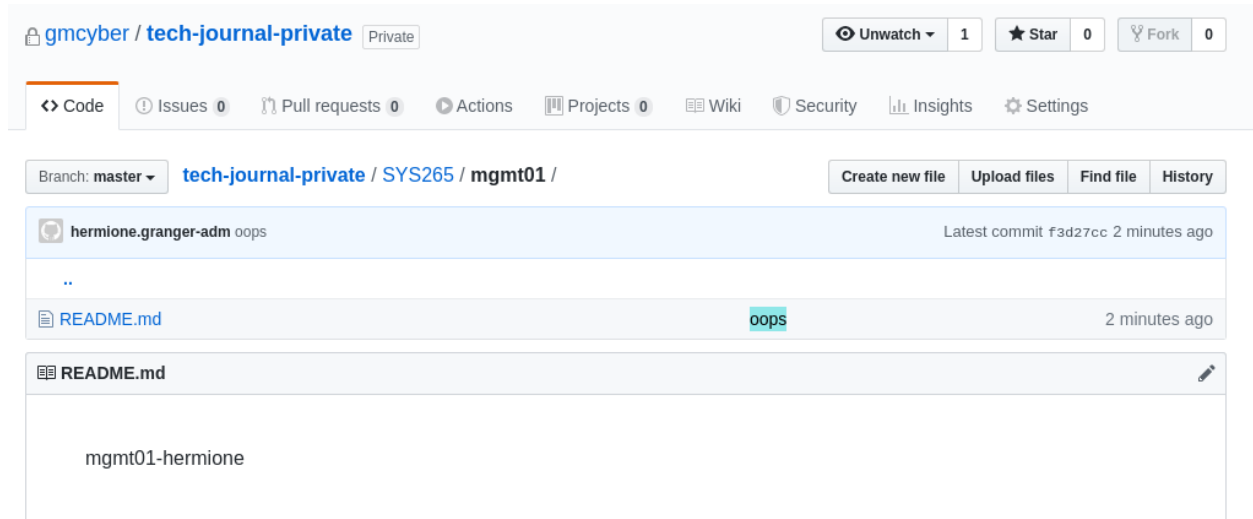 gmcyber / tech-journal-private Private Unwatch 1 Star 0 Fork 0
Code Issues 0 Pull requests 0 Actions Projects 0 Wiki Security Insights Settings
Branch: master tech-journal-private / SYS265 / mgmt01 / Create new file Upload files Find file History
hermione.granger-adm oops Latest commit f3d27cc 2 minutes ago
..
README.md oops 2 minutes ago
README.md
mgmt01-hermione